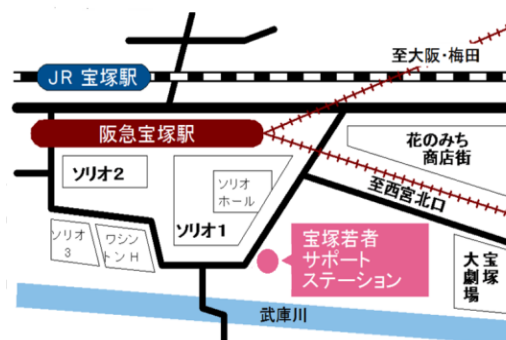 至大阪・梅田
JR 宝塚駅
阪急宝塚駅
花のみち
商店街
ソリオ2
ソリオ
ホール
至西宮北口
ソリオ1
ソリオ
3
ワシン
トンH
宝塚若者
サポート
ステーション
宝塚
大劇場
武庫川